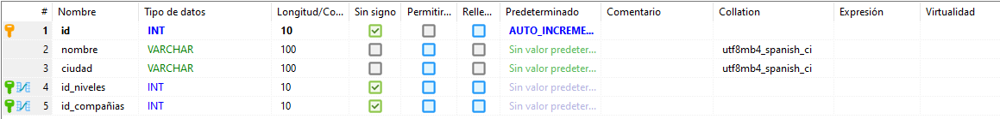 # Nombre Tipo de datos Longitud/Co... Sin signo Permitir... Relle... Predeterminado Comentario Collation Expresión Virtualidad
1 id INT 10 AUTO_INCREME...
2 nombre VARCHAR 100 Sin valor predeter... utf8mb4_spanish_ci
3 ciudad VARCHAR 100 Sin valor predeter... utf8mb4_spanish_ci
4 id_niveles INT 10 Sin valor predeter...
5 id_compañias INT 10 Sin valor predeter...